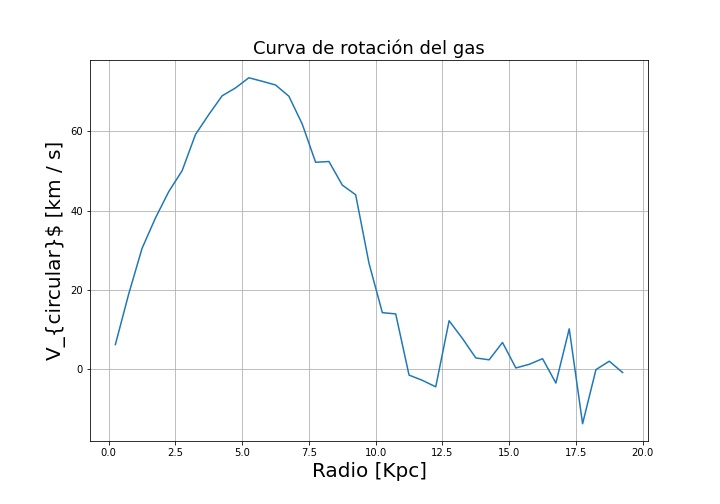 Curva de rotación del gas
V_{circular}$ [km / s]
60
40
20
0
0.0 2.5 5.0 7.5 10.0 12.5 15.0 17.5 20.0
Radio [Kpc]